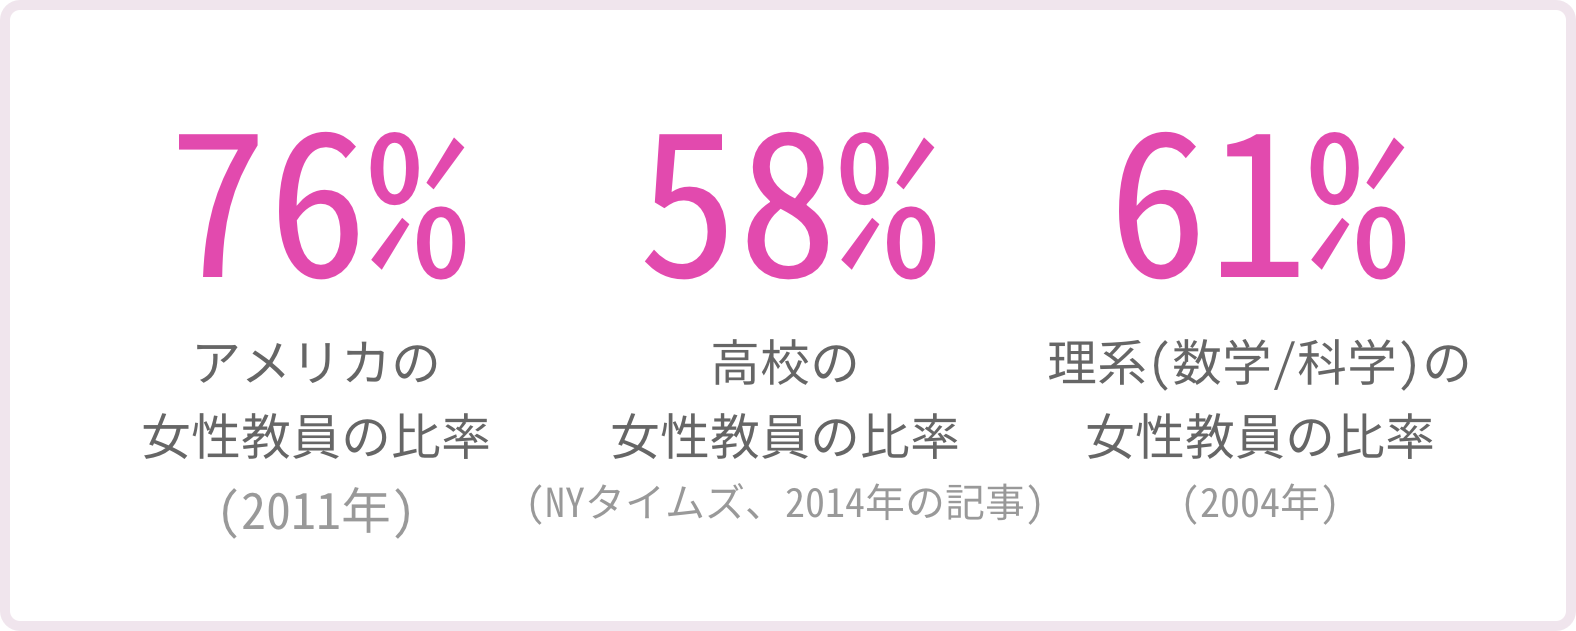 76%
アメリカの
女性教員の比率
(2011年)
58%
高校の
女性教員の比率
(NYタイムズ、2014年の記事)
61%
理系(数学/科学)の
女性教員の比率
(2004年)